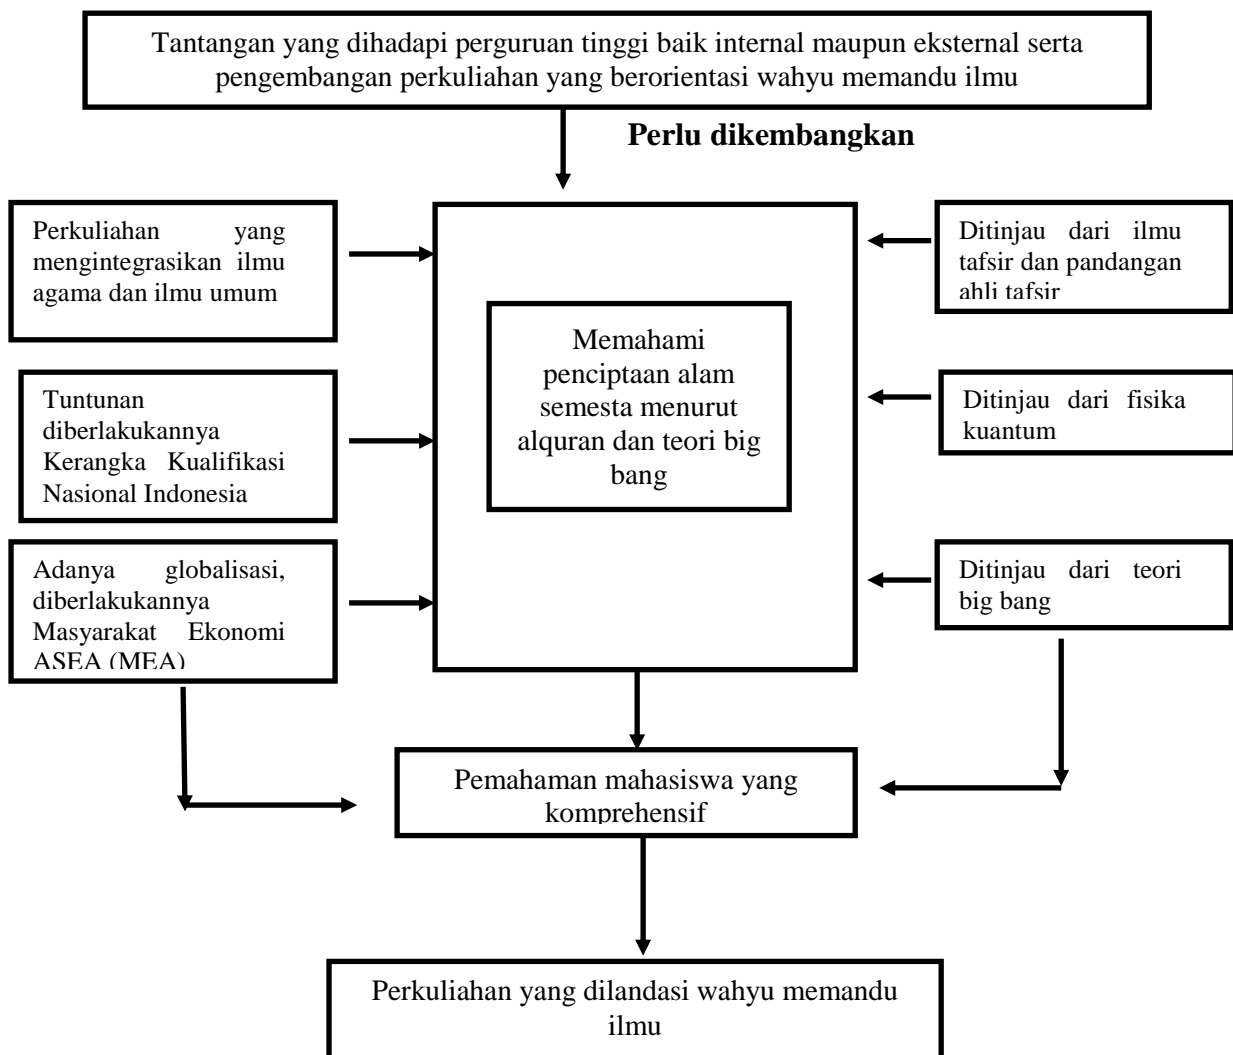 Tantangan yang dihadapi perguruan tinggi baik internal maupun eksternal serta
pengembangan perkuliahan yang berorientasi wahyu memandu ilmu
Perlu dikembangkan
Perkuliahan yang
mengintegrasikan ilmu
agama dan ilmu umum
Tuntunan
diberlakukannya
Kerangka Kualifikasi
Nasional Indonesia
Adanya globalisasi,
diberlakukannya
Masyarakat Ekonomi
ASEA (MEA)
Memahami
penciptaan alam
semesta menurut
alquran dan teori big
bang
Ditinjau dari ilmu
tafsir dan pandangan
ahli tafsir
Ditinjau dari fisika
kuantum
Ditinjau dari teori
big bang
Pemahaman mahasiswa yang
komprehensif
Perkuliahan yang dilandasi wahyu memandu
ilmu